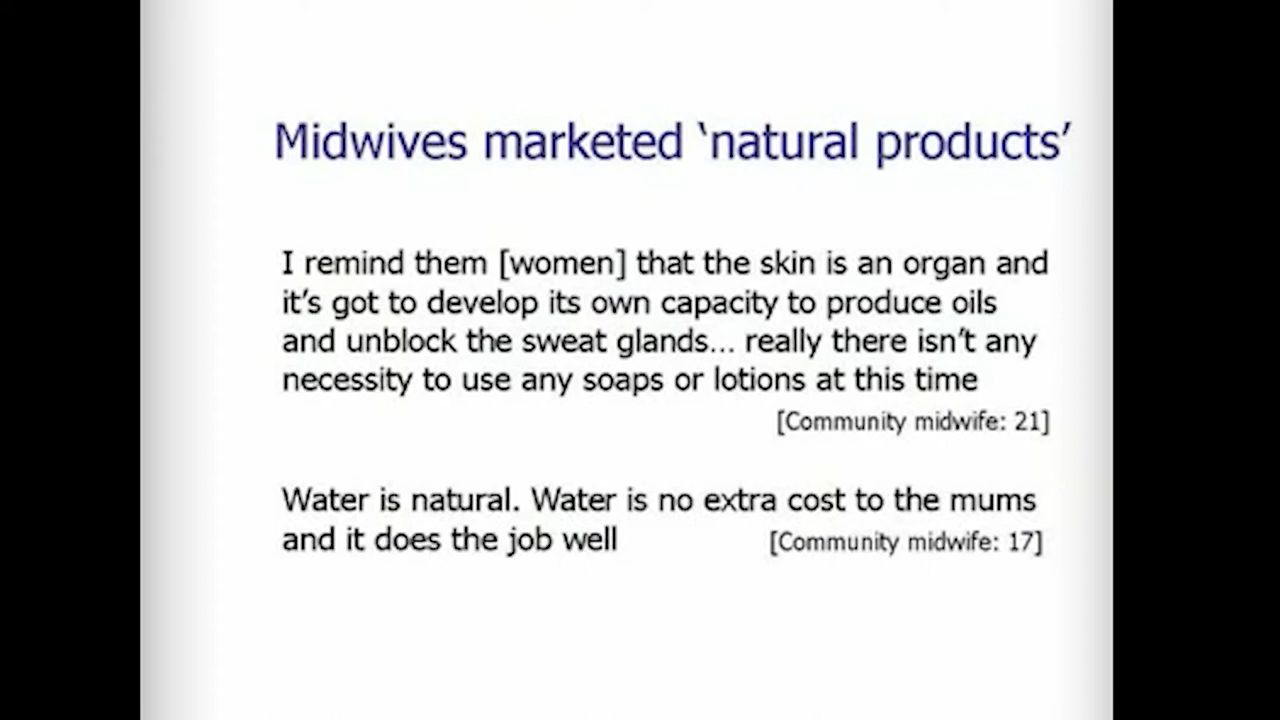 Midwives marketed ‘natural products’
I remind them [women] that the skin is an organ and
it’s got to develop its own capacity to produce oils
and unblock the sweat glands... really there isn’t any
necessity to use any soaps or lotions at this time
[Community midwife: 21]
Water is natural. Water is no extra cost to the mums
and it does the job well [Community midwife: 17]